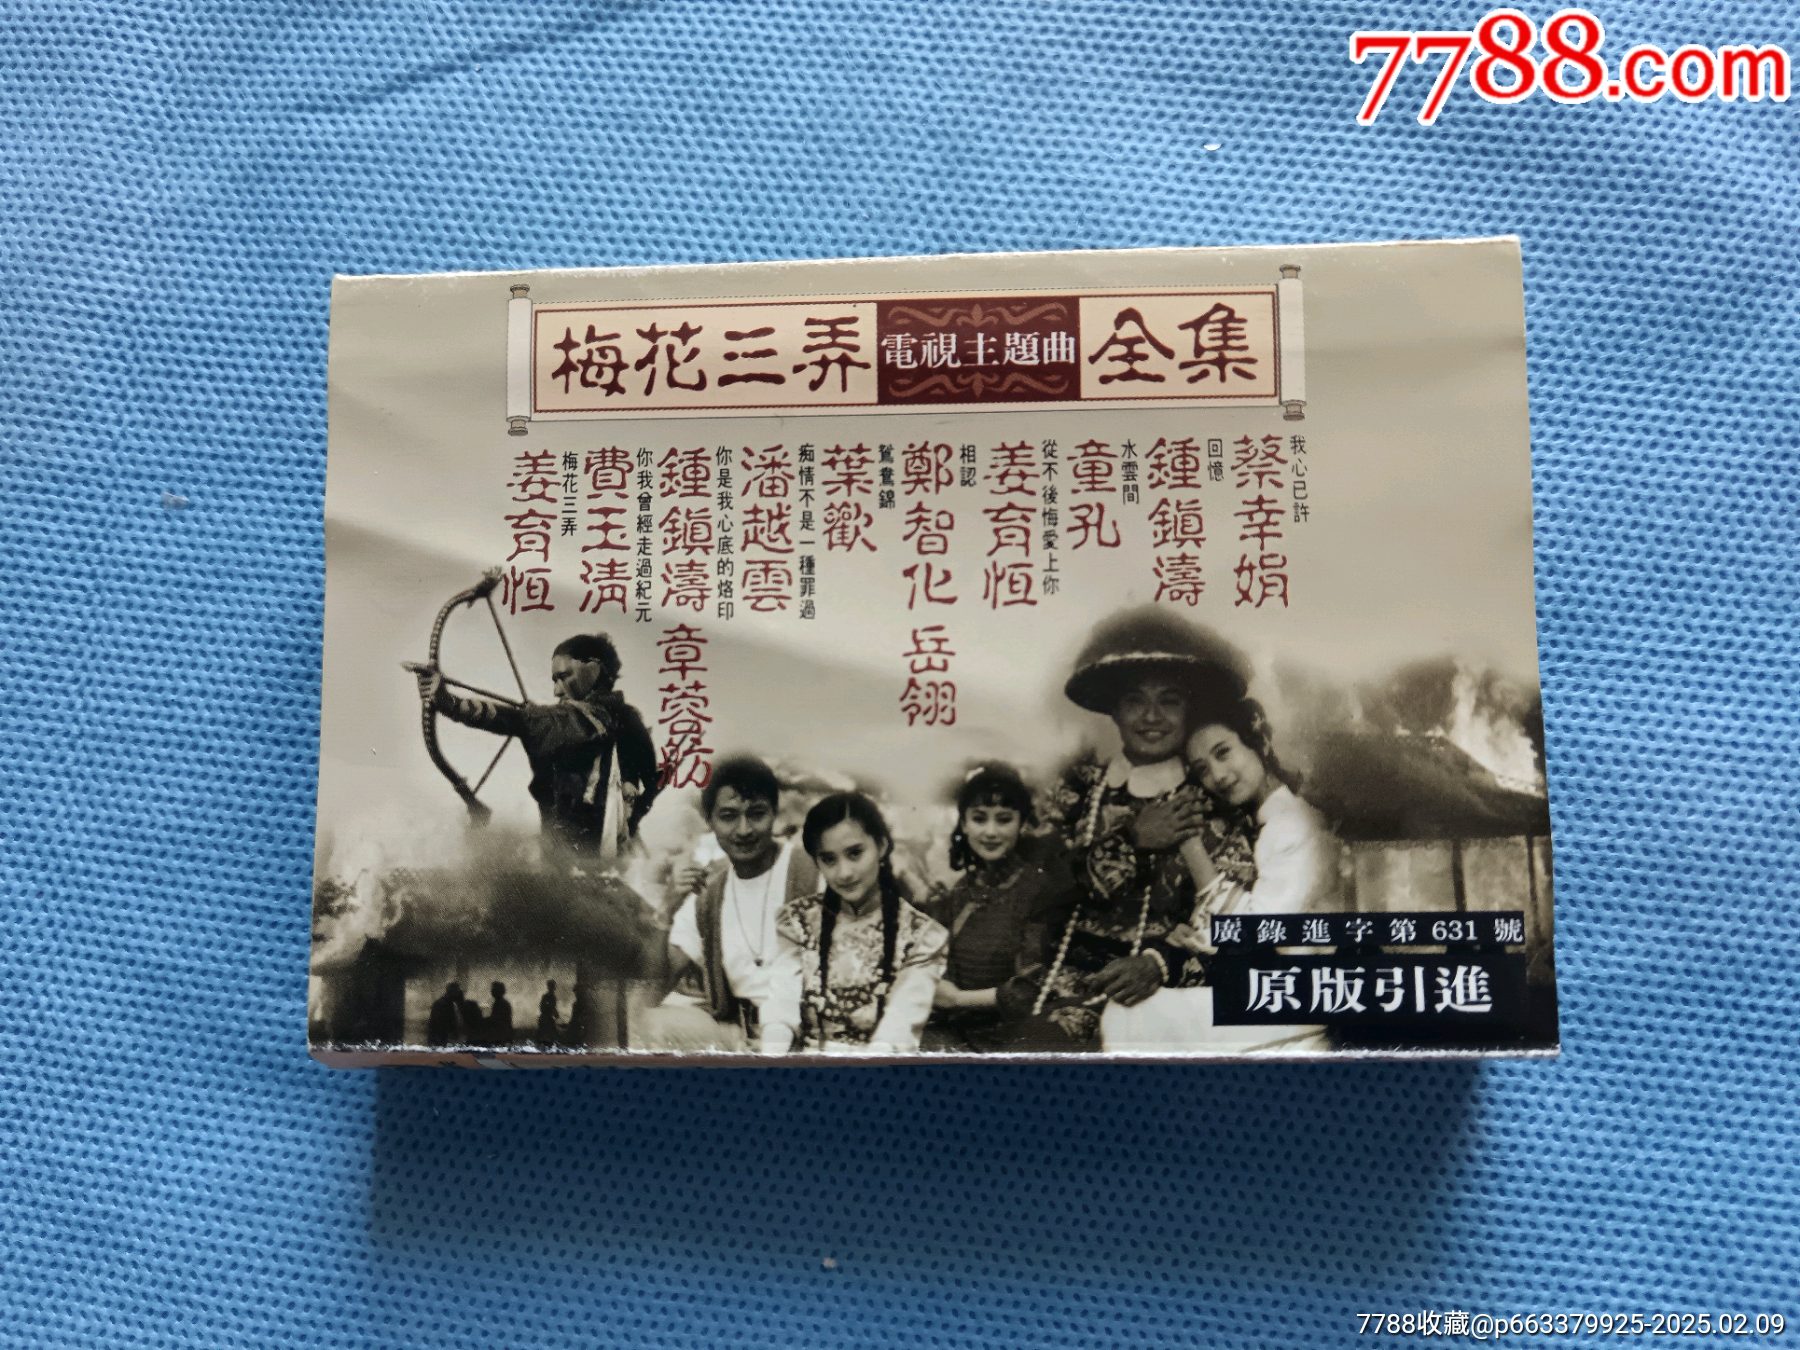 7788.com
梅花三弄
電視主題曲
全集
我心已許
蔡幸娟
回憶
鍾鎮濤
水雲間
童孔
從不後悔愛上你
姜育恒
相認
鄭智化 岳翎
鴛鴦錦
葉歡
痴情不是一種罪過
潘越雲
你是我心底的烙印
鍾鎮濤 章蓉舫
你我曾經走過紀元
費玉清
梅花三弄
姜育恒
廣錄進字第 631 號
原版引進
7788收藏@p663379925-2025.02.09